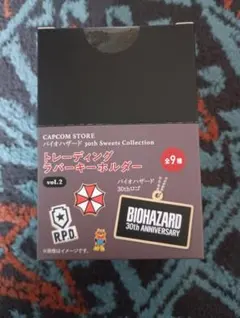 CAPCOM STORE
バイオハザード 30th Sweets Collection
トレーディング
ラバーキーホルダー
全9種
vol.2
バイオハザード
30thロゴ
R.P.D.
BIOHAZARD
30th ANNIVERSARY
※画像はイメージです。